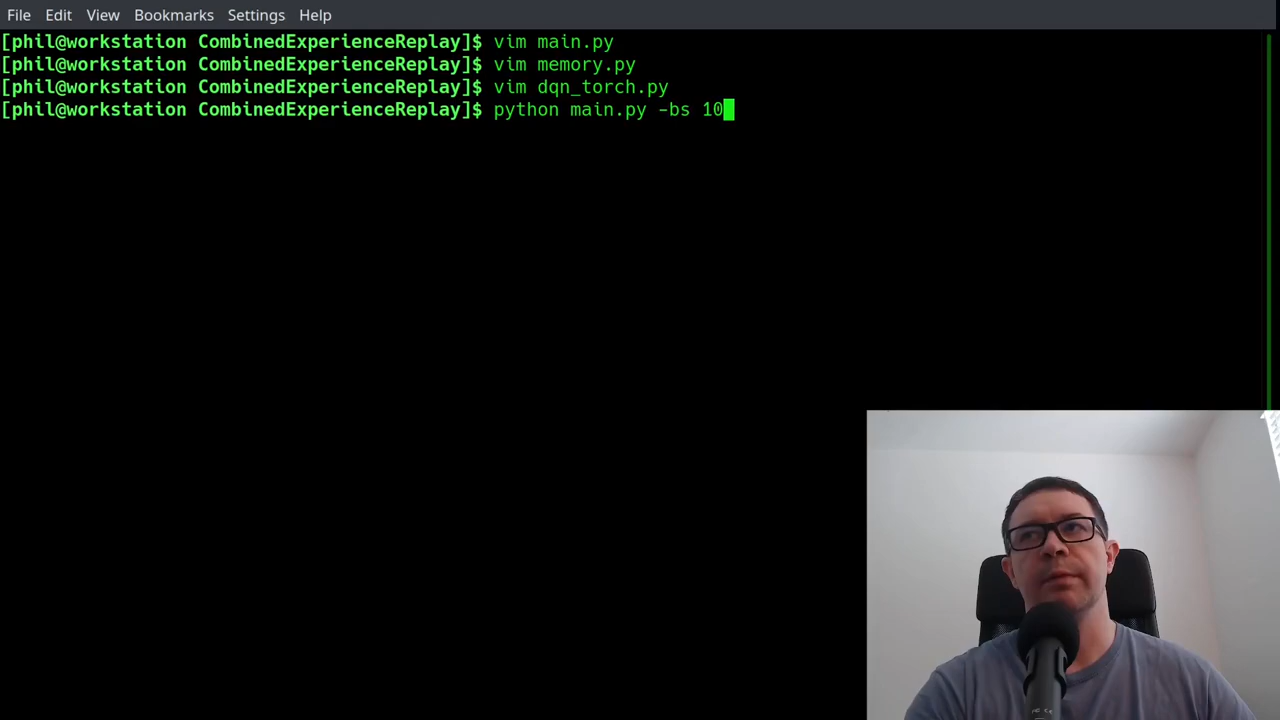 File Edit View Bookmarks Settings Help
[phil@workstation CombinedExperienceReplay]$ vim main.py
[phil@workstation CombinedExperienceReplay]$ vim memory.py
[phil@workstation CombinedExperienceReplay]$ vim dqn_torch.py
[phil@workstation CombinedExperienceReplay]$ python main.py -bs 10